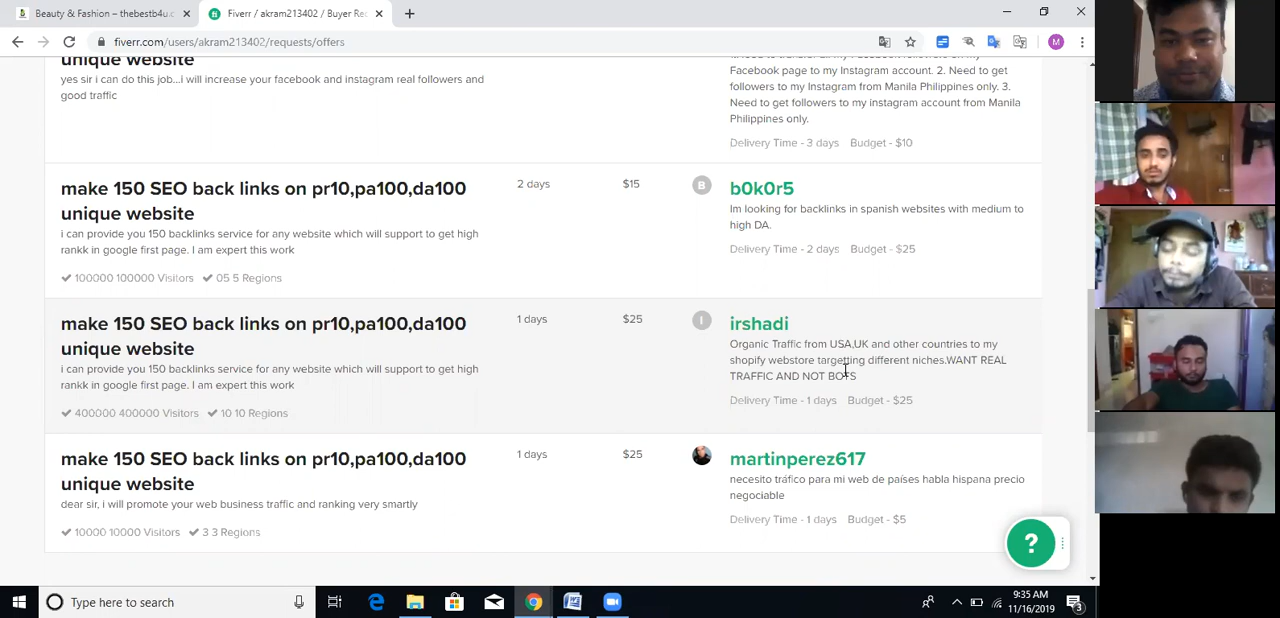 Beauty & Fashion – thebestb4u.c
Fiverr / akram213402 / Buyer Re
fiverr.com/users/akram213402/requests/offers
M
unique website
yes sir i can do this job...i will increase your facebook and instagram real followers and
good traffic
Facebook page to my Instagram account. 2. Need to get
followers to my Instagram from Manila Philippines only. 3.
Need to get followers to my instagram account from Manila
Philippines only.
Delivery Time - 3 days Budget - $10
make 150 SEO back links on pr10,pa100,da100
unique website
i can provide you 150 backlinks service for any website which will support to get high
rankk in google first page. I am expert this work
100000 100000 Visitors 05 5 Regions
2 days
$15
B
b0k0r5
Im looking for backlinks in spanish websites with medium to
high DA.
Delivery Time - 2 days Budget - $25
make 150 SEO back links on pr10,pa100,da100
unique website
i can provide you 150 backlinks service for any website which will support to get high
rankk in google first page. I am expert this work
400000 400000 Visitors 10 10 Regions
1 days
$25
I
irshadi
Organic Traffic from USA,UK and other countries to my
shopify webstore targetting different niches.WANT REAL
TRAFFIC AND NOT BOTS
Delivery Time - 1 days Budget - $25
make 150 SEO back links on pr10,pa100,da100
unique website
dear sir, i will promote your web business traffic and ranking very smartly
10000 10000 Visitors 3 3 Regions
1 days
$25
martinperez617
necesito tráfico para mi web de países habla hispana precio
negociable
Delivery Time - 1 days Budget - $5
?
Type here to search
9:35 AM
11/16/2019
3